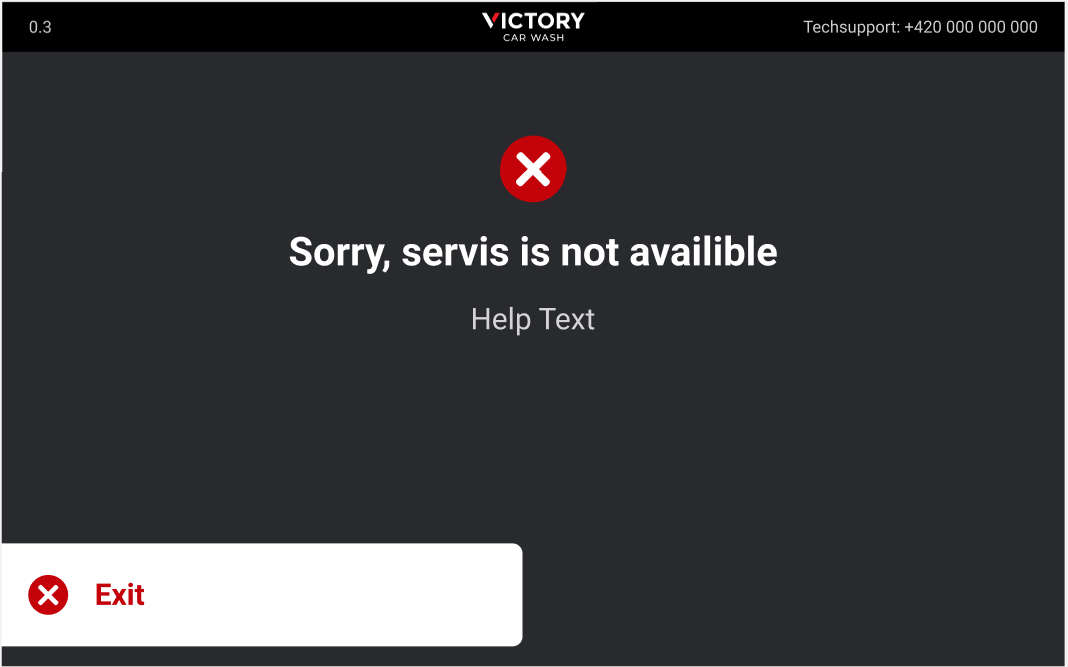 0.3
VICTORY
CAR WASH
Techsupport: +420 000 000 000
Sorry, servis is not availible
Help Text
Exit